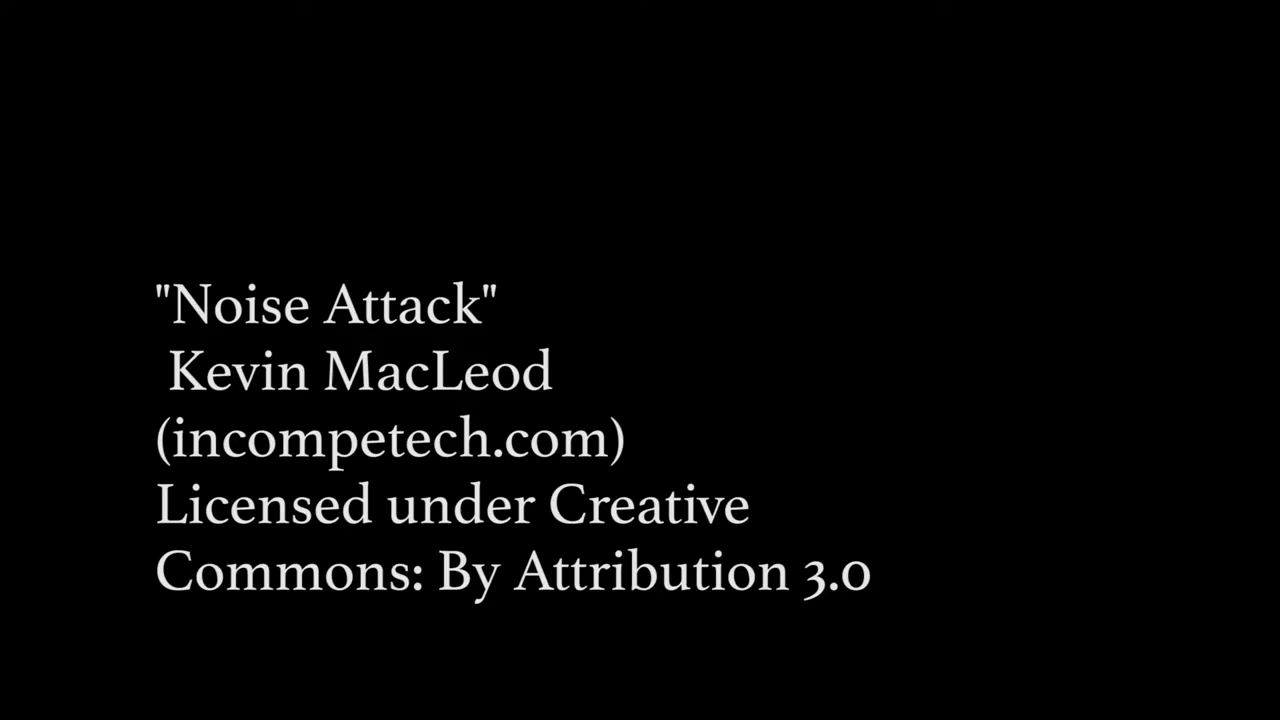 "Noise Attack"
Kevin MacLeod
(incompetech.com)
Licensed under Creative
Commons: By Attribution 3.0